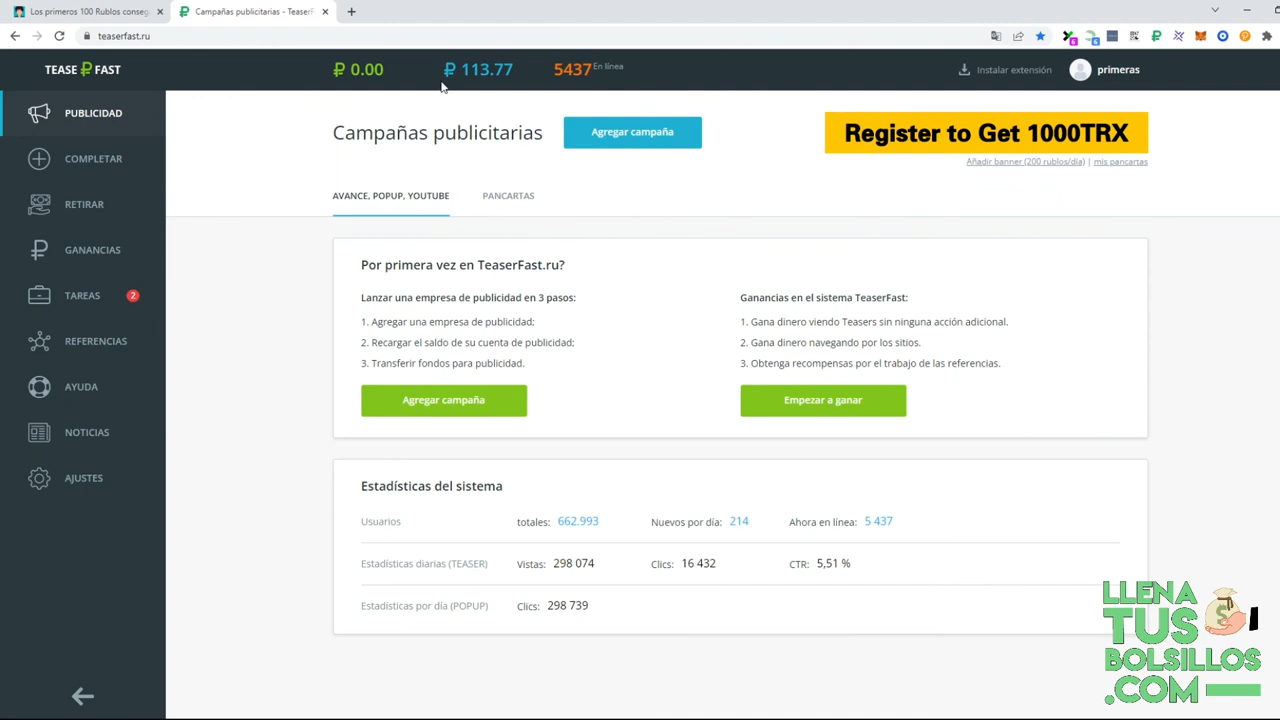 Los primeros 100 Rublos conseg
Campañas publicitarias - TeaserF
teaserfast.ru
6
6
TEASE₽FAST
₽ 0.00
₽ 113.77
5437 En línea
Instalar extensión
primeras
PUBLICIDAD
COMPLETAR
RETIRAR
GANANCIAS
TAREAS 2
REFERENCIAS
AYUDA
NOTICIAS
AJUSTES
Campañas publicitarias
Agregar campaña
Register to Get 1000TRX
Añadir banner (200 rublos/día) | mis pancartas
AVANCE, POPUP, YOUTUBE
PANCARTAS
Por primera vez en TeaserFast.ru?
Lanzar una empresa de publicidad en 3 pasos:
1. Agregar una empresa de publicidad;
2. Recargar el saldo de su cuenta de publicidad;
3. Transferir fondos para publicidad.
Agregar campaña
Ganancias en el sistema TeaserFast:
1. Gana dinero viendo Teasers sin ninguna acción adicional.
2. Gana dinero navegando por los sitios.
3. Obtenga recompensas por el trabajo de las referencias.
Empezar a ganar
Estadísticas del sistema
Usuarios totales: 662.993 Nuevos por día: 214 Ahora en línea: 5 437
Estadísticas diarias (TEASER) Vistas: 298 074 Clics: 16 432 CTR: 5,51 %
Estadísticas por día (POPUP) Clics: 298 739
LLENA
TUS
BOLSILLOS
.COM